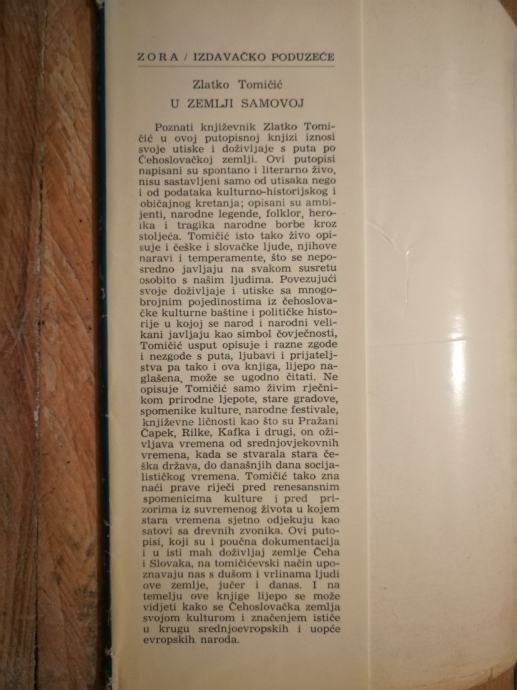 ZORA / IZDAVAČKO PODUZEĆE
Zlatko Tomičić
U ZEMLJI SAMOVOJ
Poznati književnik Zlatko Tomi-
čić u ovoj putopisnoj knjizi iznosi
svoje utiske i doživljaje s puta po
Čehoslovačkoj zemlji. Ovi putopisi
napisani su spontano i literarno živo,
nisu sastavljeni samo od utisaka nego
i od podataka kulturno-historijskog i
običajnog kretanja; opisani su ambi-
jenti, narodne legende, folklor, hero-
ika i tragika narodne borbe kroz
stoljeća. Tomičić isto tako živo opi-
suje i češke i slovačke ljude, njihove
naravi i temperamente, što se nepo-
sredno javljaju na svakom susretu
osobito s našim ljudima. Povezujući
svoje doživljaje i utiske sa mnogo-
brojnim pojedinostima iz čehoslova-
čke kulturne baštine i političke histo-
rije u kojoj se narod i narodni veli-
kani javljaju kao simbol čovječnosti,
Tomičić usput opisuje i razne zgode
i nezgode s puta, ljubavi i prijatelj-
stva pa tako i ova knjiga, lijepo na-
glašena, može se ugodno čitati. Ne
opisuje Tomičić samo živim rječni-
kom prirodne ljepote, stare gradove,
spomenike kulture, narodne festivale,
književne ličnosti kao što su Pražani
Čapek, Rilke, Kafka i drugi, on oži-
vljava vremena od srednjovjekovnih
vremena, kada se stvarala stara če-
ška država, do današnjih dana socija-
lističkog vremena. Tomičić tako zna
naći prave riječi pred renesansnim
spomenicima kulture i pred pri-
zorima iz suvremenog života u kojem
stara vremena sjetno odjekuju kao
satovi sa drevnih zvonika. Ovi puto-
pisi, koji su i poučna dokumentacija
i u isti mah doživljaj zemlje Čeha
i Slovaka, na tomičićevski način upo-
znavaju nas s dušom i vrlinama ljudi
ove zemlje, jučer i danas. I na
temelju ove knjige lijepo se može
vidjeti kako se Čehoslovačka zemlja
svojom kulturom i značenjem ističe
u krugu srednjoevropskih i uopće
evropskih naroda.